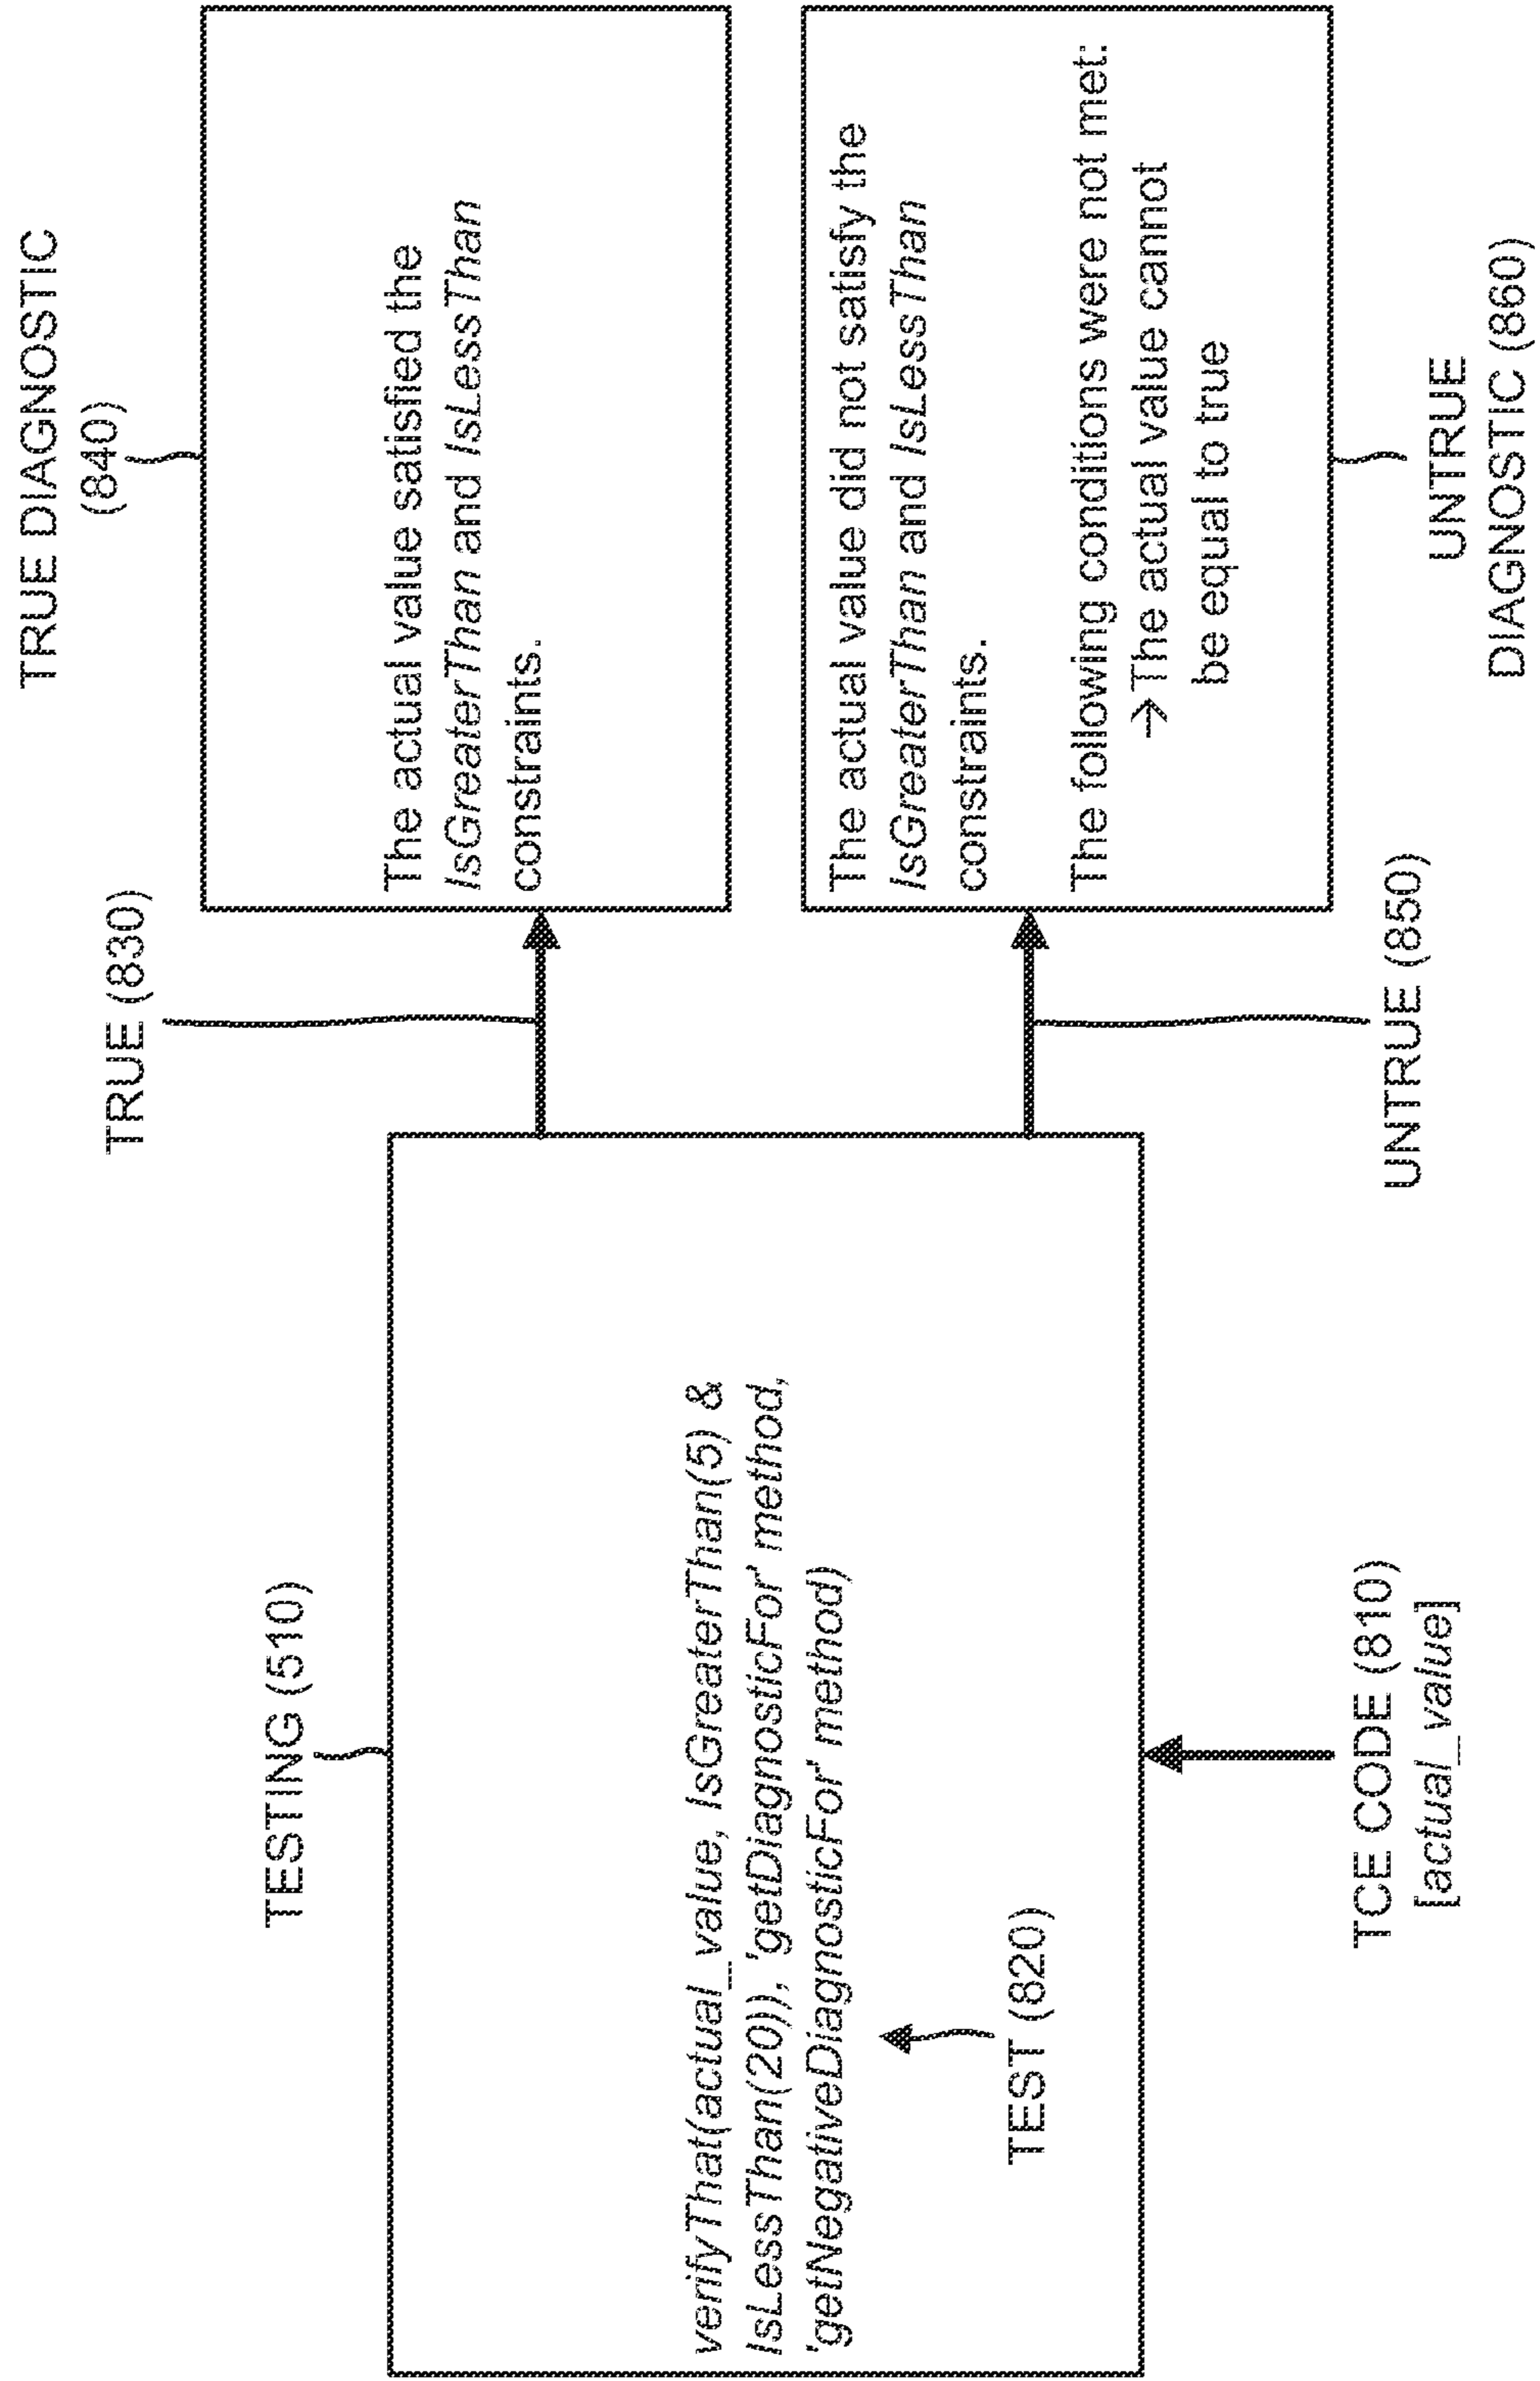 TESTING (510)
verifyThat(actual_value, IsGreaterThan(5) &
IsLessThan(20)), 'getDiagnosticFor' method,
'getNegativeDiagnosticFor' method)
TEST (820)
TCE CODE (810)
[actual_value]
TRUE (830)
UNTRUE (850)
TRUE DIAGNOSTIC
(840)
The actual value satisfied the
IsGreaterThan and IsLessThan
constraints.
The actual value did not satisfy the
IsGreaterThan and IsLessThan
constraints.
The following conditions were not met:
→The actual value cannot
be equal to true
UNTRUE
DIAGNOSTIC (860)